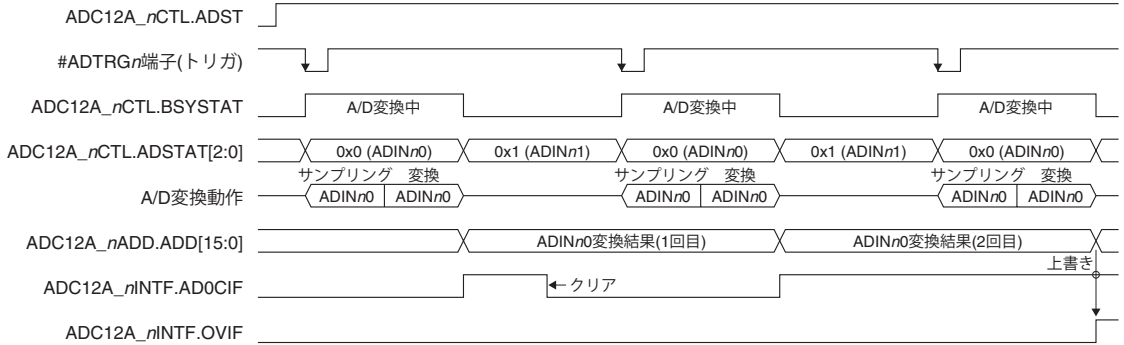 ADC12A_nCTL.ADST
#ADTRGn端子(トリガ)
ADC12A_nCTL.BSYSTAT A/D変換中 A/D変換中 A/D変換中
ADC12A_nCTL.ADSTAT[2:0] 0x0 (ADINn0) 0x1 (ADINn1) 0x0 (ADINn0) 0x1 (ADINn1) 0x0 (ADINn0)
サンプリング 変換 サンプリング 変換 サンプリング 変換
A/D変換動作 ADINn0 ADINn0 ADINn0 ADINn0 ADINn0 ADINn0
ADC12A_nADD.ADD[15:0] ADINn0変換結果(1回目) ADINn0変換結果(2回目)
上書き
ADC12A_nINTF.AD0CIF クリア
ADC12A_nINTF.OVIF